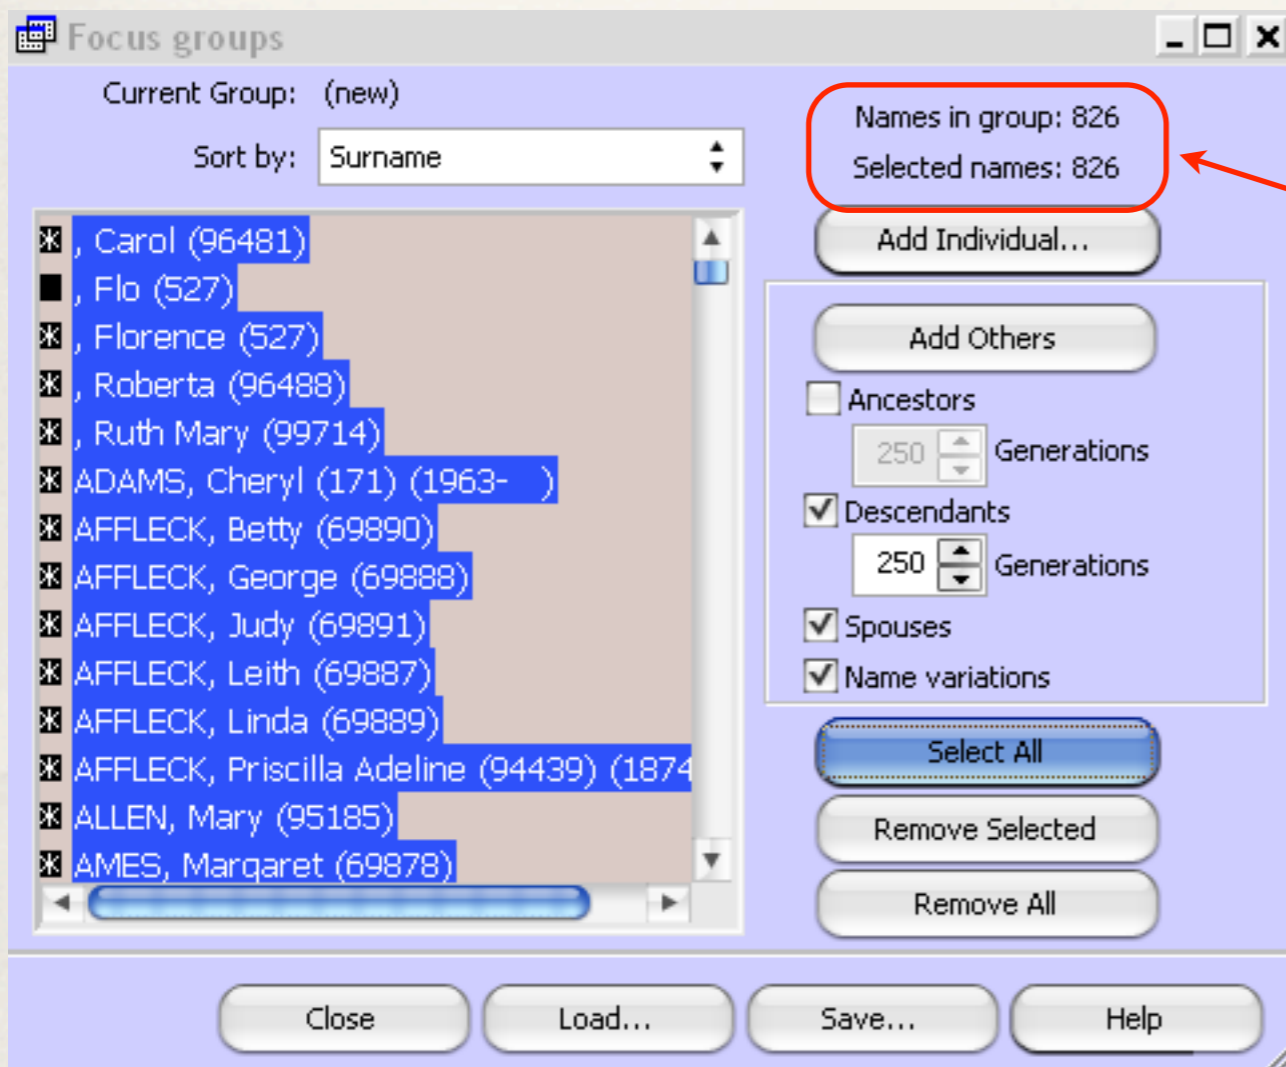 Focus groups
Current Group: (new)
Sort by: Surname
Names in group: 826
Selected names: 826
, Carol (96481)
, Flo (527)
, Florence (527)
, Roberta (96488)
, Ruth Mary (99714)
ADAMS, Cheryl (171) (1963- )
AFFLECK, Betty (69890)
AFFLECK, George (69888)
AFFLECK, Judy (69891)
AFFLECK, Leith (69887)
AFFLECK, Linda (69889)
AFFLECK, Priscilla Adeline (94439) (1874
ALLEN, Mary (95185)
AMES, Margaret (69878)
Add Individual...
Add Others
Ancestors
250 Generations
Descendants
250 Generations
Spouses
Name variations
Select All
Remove Selected
Remove All
Close
Load...
Save...
Help